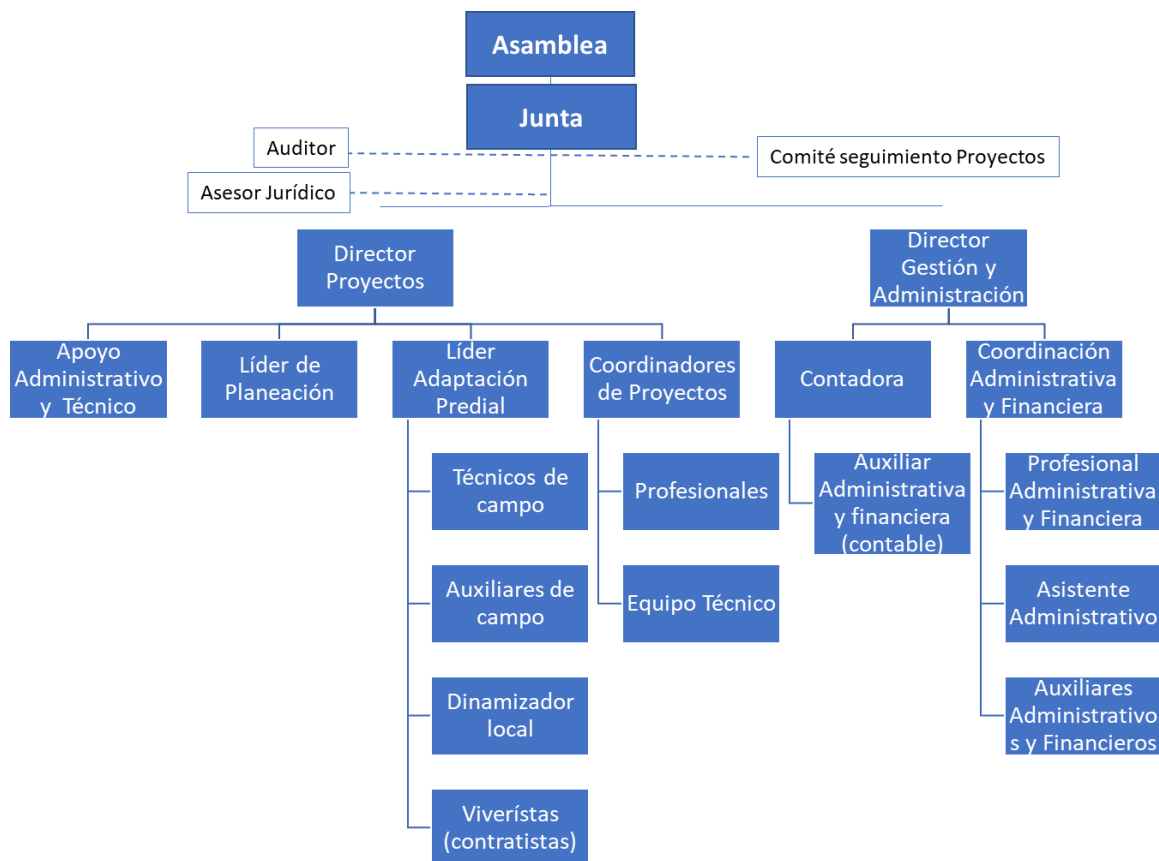 Asamblea
Junta
Auditor
Comité seguimiento Proyectos
Asesor Jurídico
Director
Proyectos
Director
Gestión y
Administración
Apoyo
Administrativo
y Técnico
Líder de
Planeación
Líder
Adaptación
Predial
Coordinadores
de Proyectos
Contadora
Coordinación
Administrativa
y Financiera
Técnicos de
campo
Auxiliares de
campo
Dinamizador
local
Viverístas
(contratistas)
Profesionales
Equipo Técnico
Auxiliar
Administrativa
y financiera
(contable)
Profesional
Administrativa
y Financiera
Asistente
Administrativo
Auxiliares
Administrativo
s y Financieros